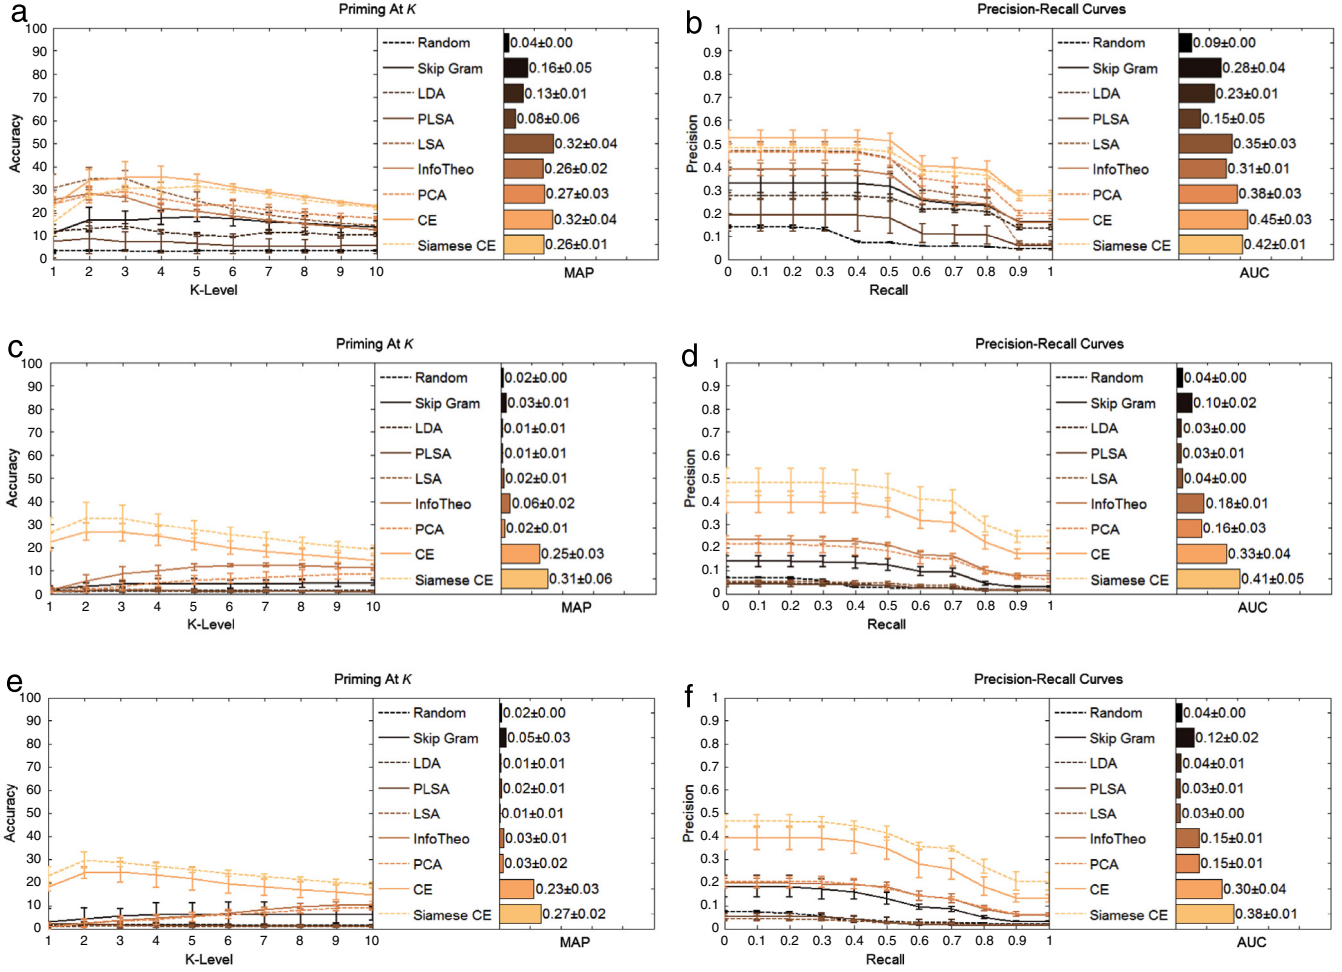 a
Priming At K
100
90
80
70
60
50
40
30
20
10
0
Accuracy
1 2 3 4 5 6 7 8 9 10
K-Level
Random
Skip Gram
LDA
PLSA
LSA
InfoTheo
PCA
CE
Siamese CE
0.04±0.00
0.16±0.05
0.13±0.01
0.08±0.06
0.32±0.04
0.26±0.02
0.27±0.03
0.32±0.04
0.26±0.01
MAP
b
Precision-Recall Curves
1
0.9
0.8
0.7
0.6
0.5
0.4
0.3
0.2
0.1
0
Precision
0 0.1 0.2 0.3 0.4 0.5 0.6 0.7 0.8 0.9 1
Recall
Random
Skip Gram
LDA
PLSA
LSA
InfoTheo
PCA
CE
Siamese CE
0.09±0.00
0.28±0.04
0.23±0.01
0.15±0.05
0.35±0.03
0.31±0.01
0.38±0.03
0.45±0.03
0.42±0.01
AUC
c
Priming At K
100
90
80
70
60
50
40
30
20
10
0
Accuracy
1 2 3 4 5 6 7 8 9 10
K-Level
Random
Skip Gram
LDA
PLSA
LSA
InfoTheo
PCA
CE
Siamese CE
0.02±0.00
0.03±0.01
0.01±0.01
0.01±0.01
0.02±0.01
0.06±0.02
0.02±0.01
0.25±0.03
0.31±0.06
MAP
d
Precision-Recall Curves
1
0.9
0.8
0.7
0.6
0.5
0.4
0.3
0.2
0.1
0
Precision
0 0.1 0.2 0.3 0.4 0.5 0.6 0.7 0.8 0.9 1
Recall
Random
Skip Gram
LDA
PLSA
LSA
InfoTheo
PCA
CE
Siamese CE
0.04±0.00
0.10±0.02
0.03±0.00
0.03±0.01
0.04±0.00
0.18±0.01
0.16±0.03
0.33±0.04
0.41±0.05
AUC
e
Priming At K
100
90
80
70
60
50
40
30
20
10
0
Accuracy
1 2 3 4 5 6 7 8 9 10
K-Level
Random
Skip Gram
LDA
PLSA
LSA
InfoTheo
PCA
CE
Siamese CE
0.02±0.00
0.05±0.03
0.01±0.01
0.02±0.01
0.01±0.01
0.03±0.01
0.03±0.02
0.23±0.03
0.27±0.02
MAP
f
Precision-Recall Curves
1
0.9
0.8
0.7
0.6
0.5
0.4
0.3
0.2
0.1
0
Precision
0 0.1 0.2 0.3 0.4 0.5 0.6 0.7 0.8 0.9 1
Recall
Random
Skip Gram
LDA
PLSA
LSA
InfoTheo
PCA
CE
Siamese CE
0.04±0.00
0.12±0.02
0.04±0.01
0.03±0.01
0.03±0.00
0.15±0.01
0.15±0.01
0.30±0.04
0.38±0.01
AUC